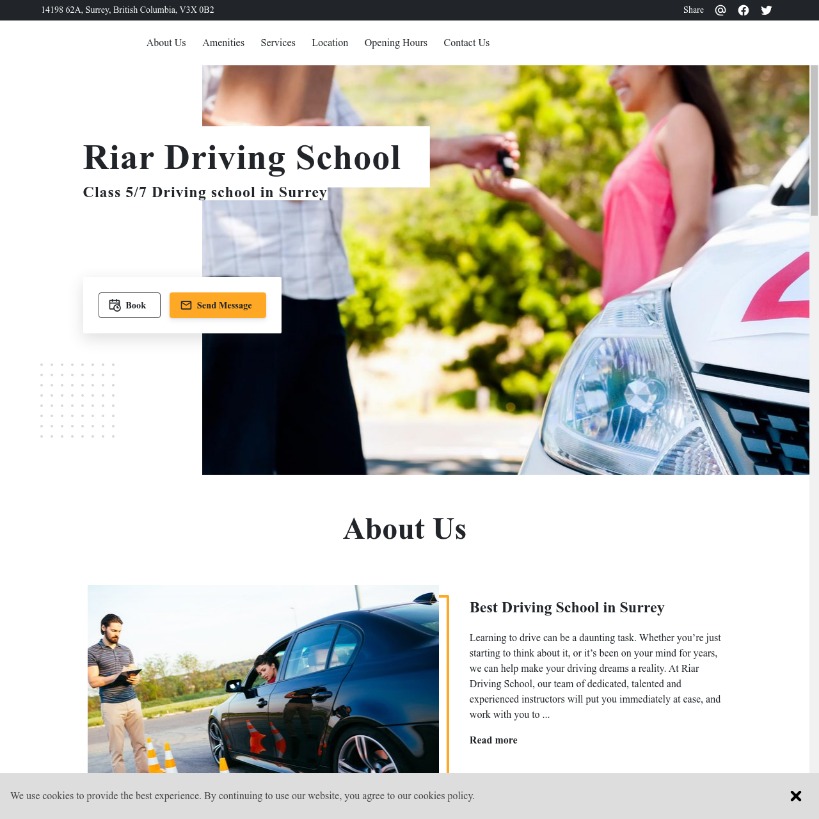 14198 62A, Surrey, British Columbia, V3X 0B2
Share
About Us Amenities Services Location Opening Hours Contact Us
Riar Driving School
Class 5/7 Driving school in Surrey
Book Send Message
About Us
Best Driving School in Surrey
Learning to drive can be a daunting task. Whether you’re just
starting to think about it, or it’s been on your mind for years,
we can help make your driving dreams a reality. At Riar
Driving School, our team of dedicated, talented and
experienced instructors will put you immediately at ease, and
work with you to ...
Read more
We use cookies to provide the best experience. By continuing to use our website, you agree to our cookies policy.